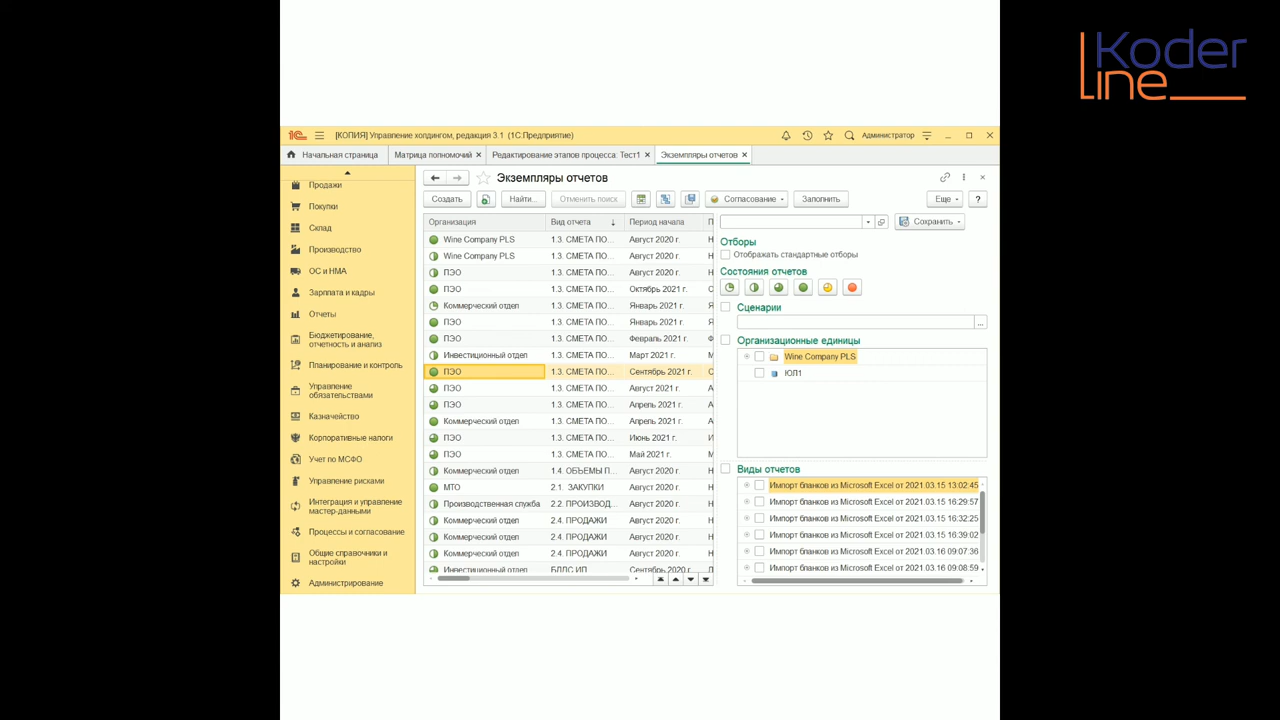 Koder
line
[КОПИЯ] Управление холдингом, редакция 3.1 (1С:Предприятие)
Администратор
Начальная страница
Матрица полномочий
Редактирование этапов процесса: Тест1
Экземпляры отчетов
Продажи
Покупки
Склад
Производство
ОС и НМА
Зарплата и кадры
Отчеты
Бюджетирование,
отчетность и анализ
Планирование и контроль
Управление
обязательствами
Казначейство
Корпоративные налоги
Учет по МСФО
Управление рисками
Интеграция и управление
мастер-данными
Процессы и согласование
Общие справочники и
настройки
Администрирование
Экземпляры отчетов
Создать Найти... Отменить поиск Согласование Заполнить Еще ?
Организация Вид отчета ↓ Период начала П
Wine Company PLS 1.3. СМЕТА ПО... Август 2020 г. Н
Wine Company PLS 1.3. СМЕТА ПО... Август 2020 г. Н
ПЭО 1.3. СМЕТА ПО... Август 2020 г. Н
ПЭО 1.3. СМЕТА ПО... Октябрь 2021 г. О
Коммерческий отдел 1.3. СМЕТА ПО... Январь 2021 г. Я
ПЭО 1.3. СМЕТА ПО... Январь 2021 г. Я
ПЭО 1.3. СМЕТА ПО... Февраль 2021 г. Ф
Инвестиционный отдел 1.3. СМЕТА ПО... Март 2021 г. М
ПЭО 1.3. СМЕТА ПО... Сентябрь 2021 г. С
ПЭО 1.3. СМЕТА ПО... Август 2021 г. А
ПЭО 1.3. СМЕТА ПО... Апрель 2021 г. А
Коммерческий отдел 1.3. СМЕТА ПО... Апрель 2021 г. А
ПЭО 1.3. СМЕТА ПО... Июнь 2021 г. И
ПЭО 1.3. СМЕТА ПО... Май 2021 г. М
Коммерческий отдел 1.4. ОБЪЕМЫ П... Август 2020 г. Н
МТО 2.1. ЗАКУПКИ Август 2020 г. Н
Производственная служба 2.2. ПРОИЗВОД... Август 2020 г. Н
Коммерческий отдел 2.4. ПРОДАЖИ Август 2020 г. Н
Коммерческий отдел 2.4. ПРОДАЖИ Август 2020 г. Н
Коммерческий отдел 2.4. ПРОДАЖИ Август 2020 г. Н
Инвестиционный отдел БДДС ИП Сентябрь 2020 г.
Сохранить
Отборы
Отображать стандартные отборы
Состояния отчетов
Сценарии
...
Организационные единицы
Wine Company PLS
ЮЛ1
Виды отчетов
Импорт бланков из Microsoft Excel от 2021.03.15 13:02:45
Импорт бланков из Microsoft Excel от 2021.03.15 16:29:57
Импорт бланков из Microsoft Excel от 2021.03.15 16:32:25
Импорт бланков из Microsoft Excel от 2021.03.15 16:39:02
Импорт бланков из Microsoft Excel от 2021.03.16 09:07:36
Импорт бланков из Microsoft Excel от 2021.03.16 09:08:59